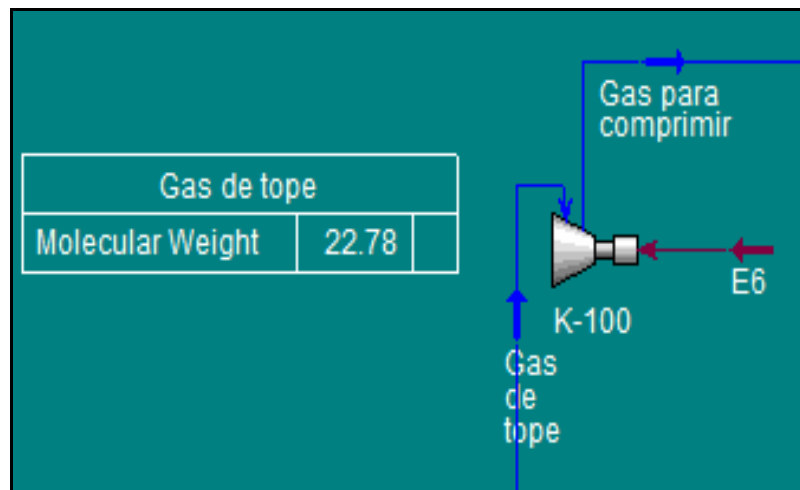 Gas para
comprimir
Gas de tope
Molecular Weight 22.78
E6
K-100
Gas
de
tope